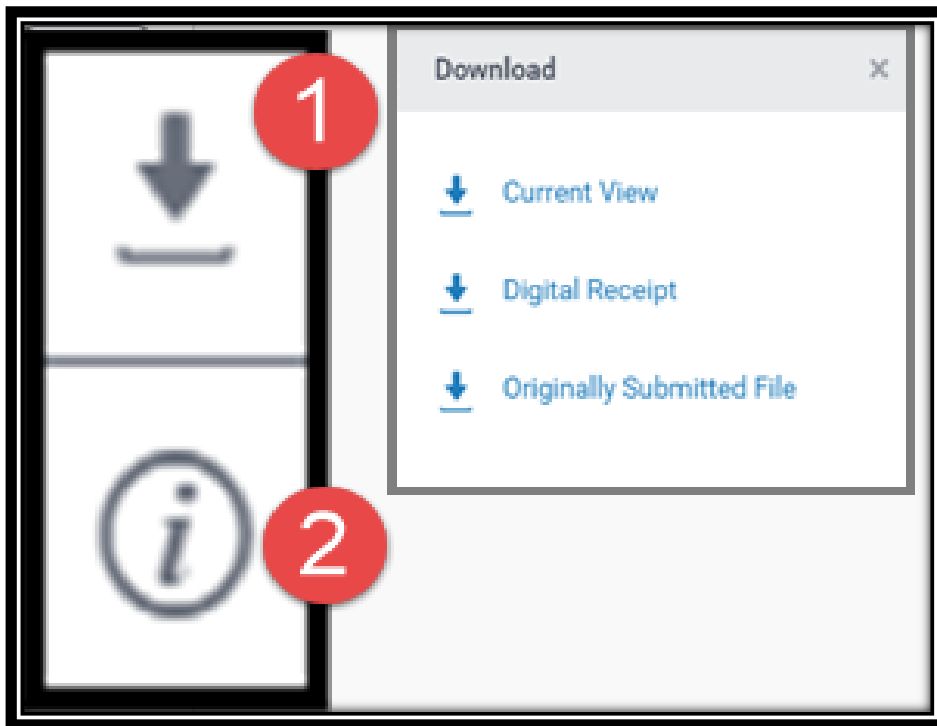 1
Download
Current View
Digital Receipt
Originally Submitted File
i
2